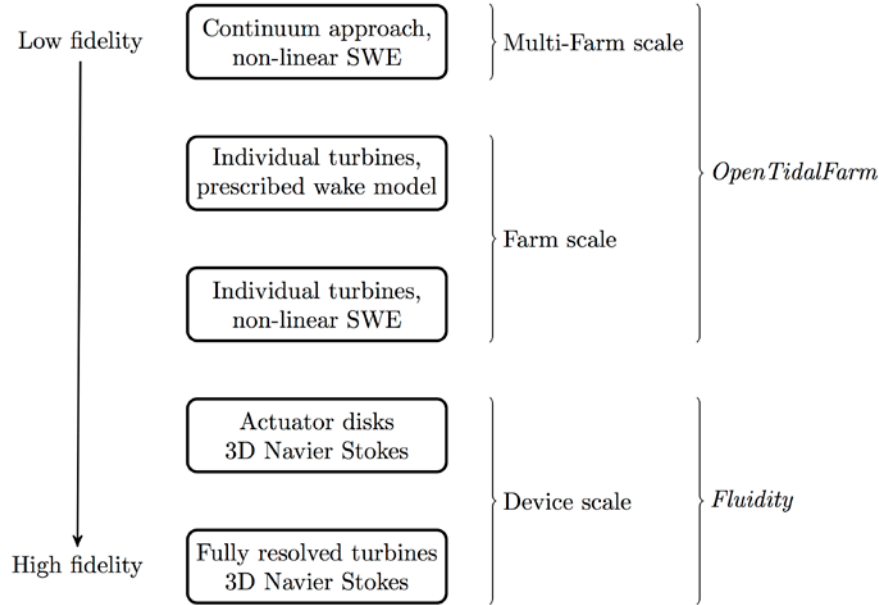 Low fidelity
Continuum approach,
non-linear SWE
Multi-Farm scale
Individual turbines,
prescribed wake model
OpenTidalFarm
Farm scale
Individual turbines,
non-linear SWE
Actuator disks
3D Navier Stokes
Device scale
Fluidity
High fidelity
Fully resolved turbines
3D Navier Stokes